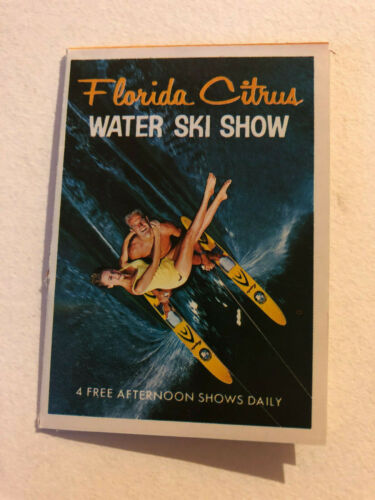 Florida Citrus
WATER SKI SHOW
4 FREE AFTERNOON SHOWS DAILY